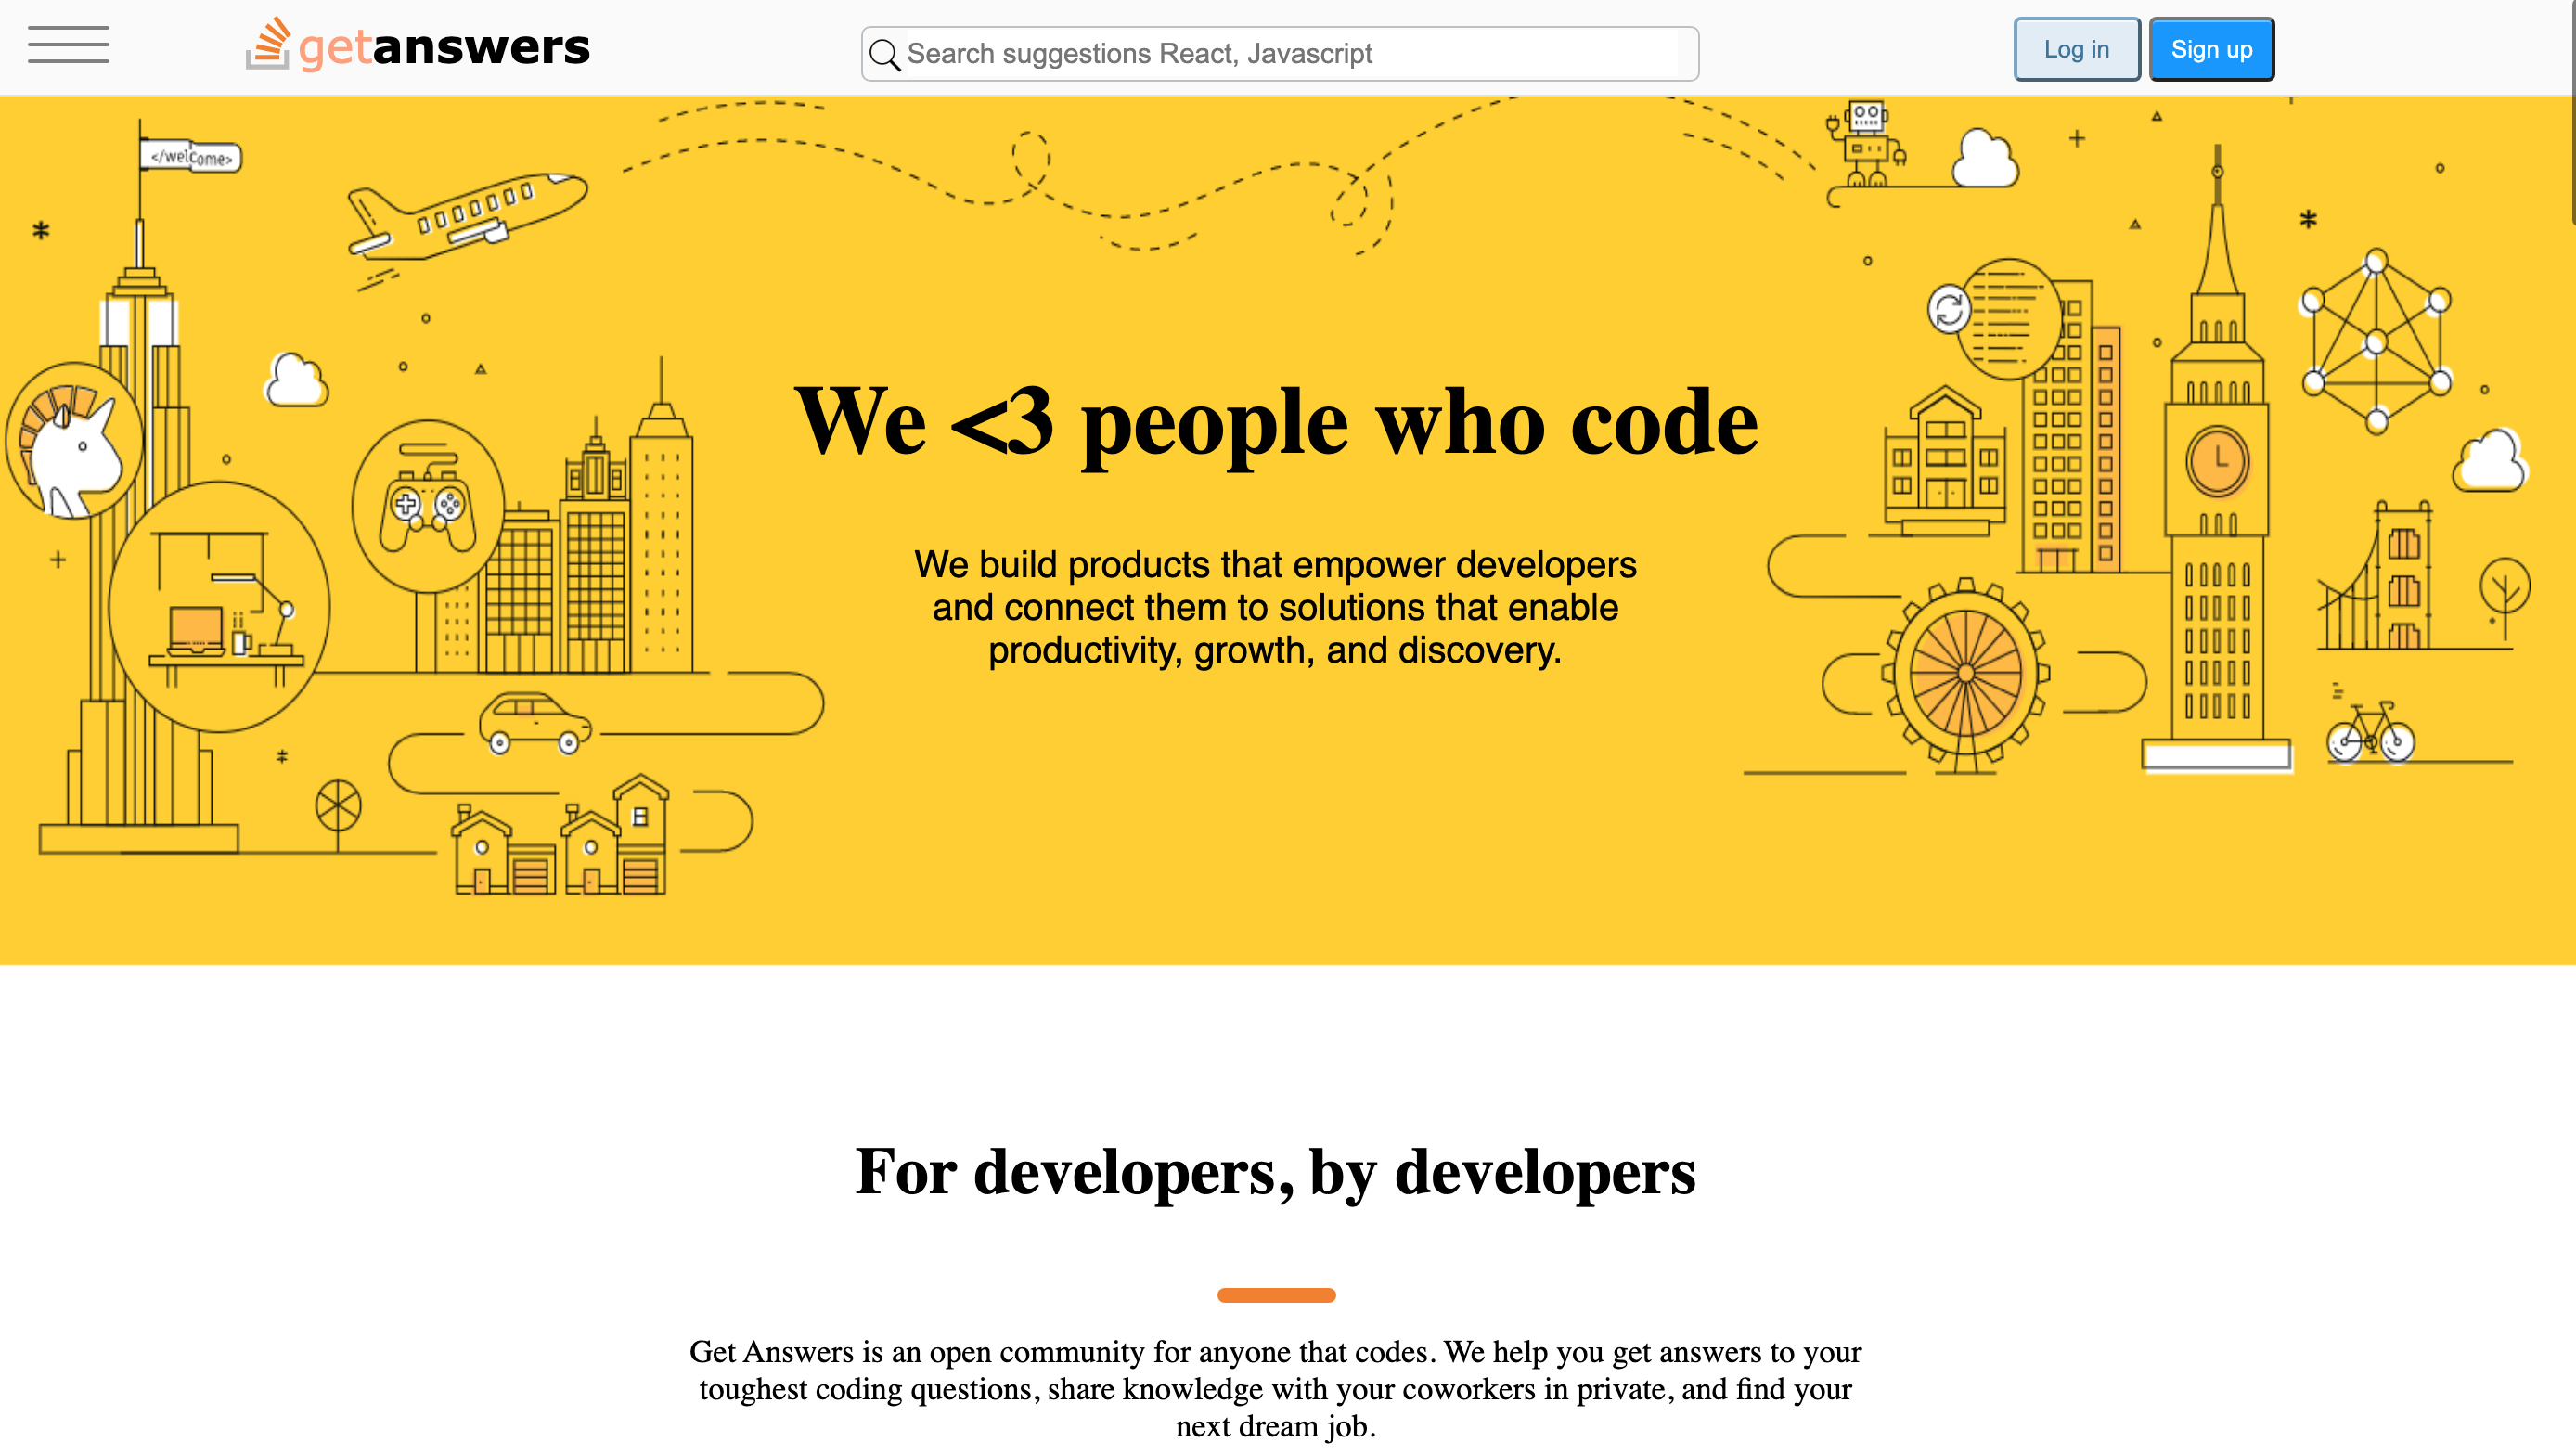 getanswers
Search suggestions React, Javascript
Log in
Sign up
</welcome>
We <3 people who code
We build products that empower developers
and connect them to solutions that enable
productivity, growth, and discovery.
For developers, by developers
Get Answers is an open community for anyone that codes. We help you get answers to your
toughest coding questions, share knowledge with your coworkers in private, and find your
next dream job.